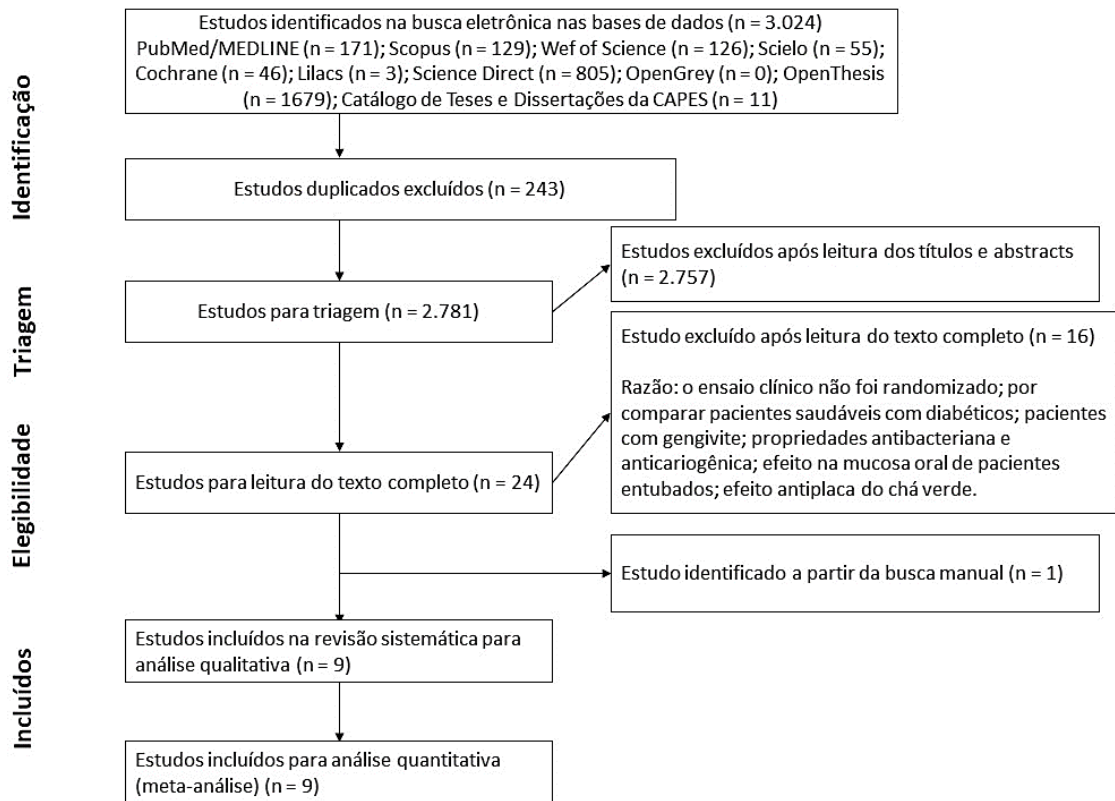 Estudos identificados na busca eletrônica nas bases de dados (n = 3.024)
PubMed/MEDLINE (n = 171); Scopus (n = 129); Wef of Science (n = 126); Scielo (n = 55);
Cochrane (n = 46); Lilacs (n = 3); Science Direct (n = 805); OpenGrey (n = 0); OpenThesis
(n = 1679); Catálogo de Teses e Dissertações da CAPES (n = 11)
Identificação
Estudos duplicados excluídos (n = 243)
Triagem
Estudos para triagem (n = 2.781)
Estudos excluídos após leitura dos títulos e abstracts
(n = 2.757)
Estudo excluído após leitura do texto completo (n = 16)
Razão: o ensaio clínico não foi randomizado; por
comparar pacientes saudáveis com diabéticos; pacientes
com gengivite; propriedades antibacteriana e
anticariogênica; efeito na mucosa oral de pacientes
entubados; efeito antiplaca do chá verde.
Elegibilidade
Estudos para leitura do texto completo (n = 24)
Estudo identificado a partir da busca manual (n = 1)
Incluídos
Estudos incluídos na revisão sistemática para
análise qualitativa (n = 9)
Estudos incluídos para análise quantitativa
(meta-análise) (n = 9)